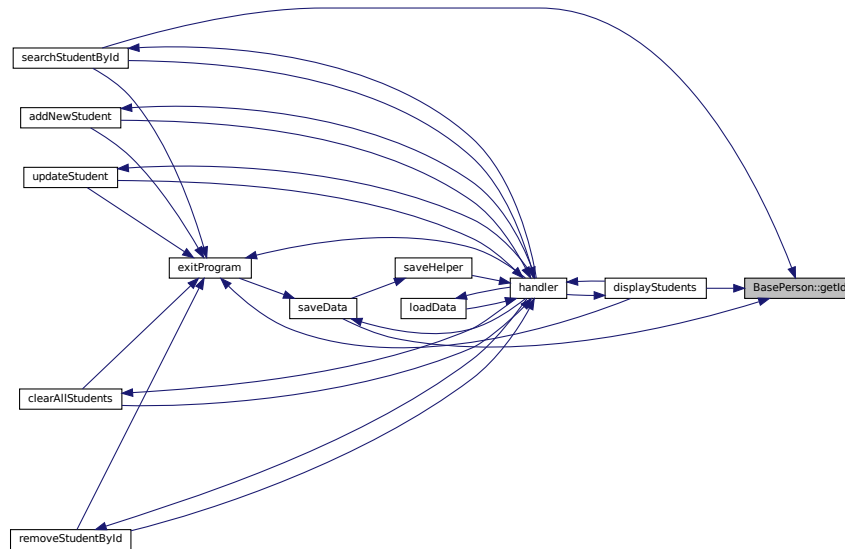 searchStudentById
addNewStudent
updateStudent
exitProgram
saveHelper
handler
displayStudents
BasePerson::getId
saveData
loadData
clearAllStudents
removeStudentById